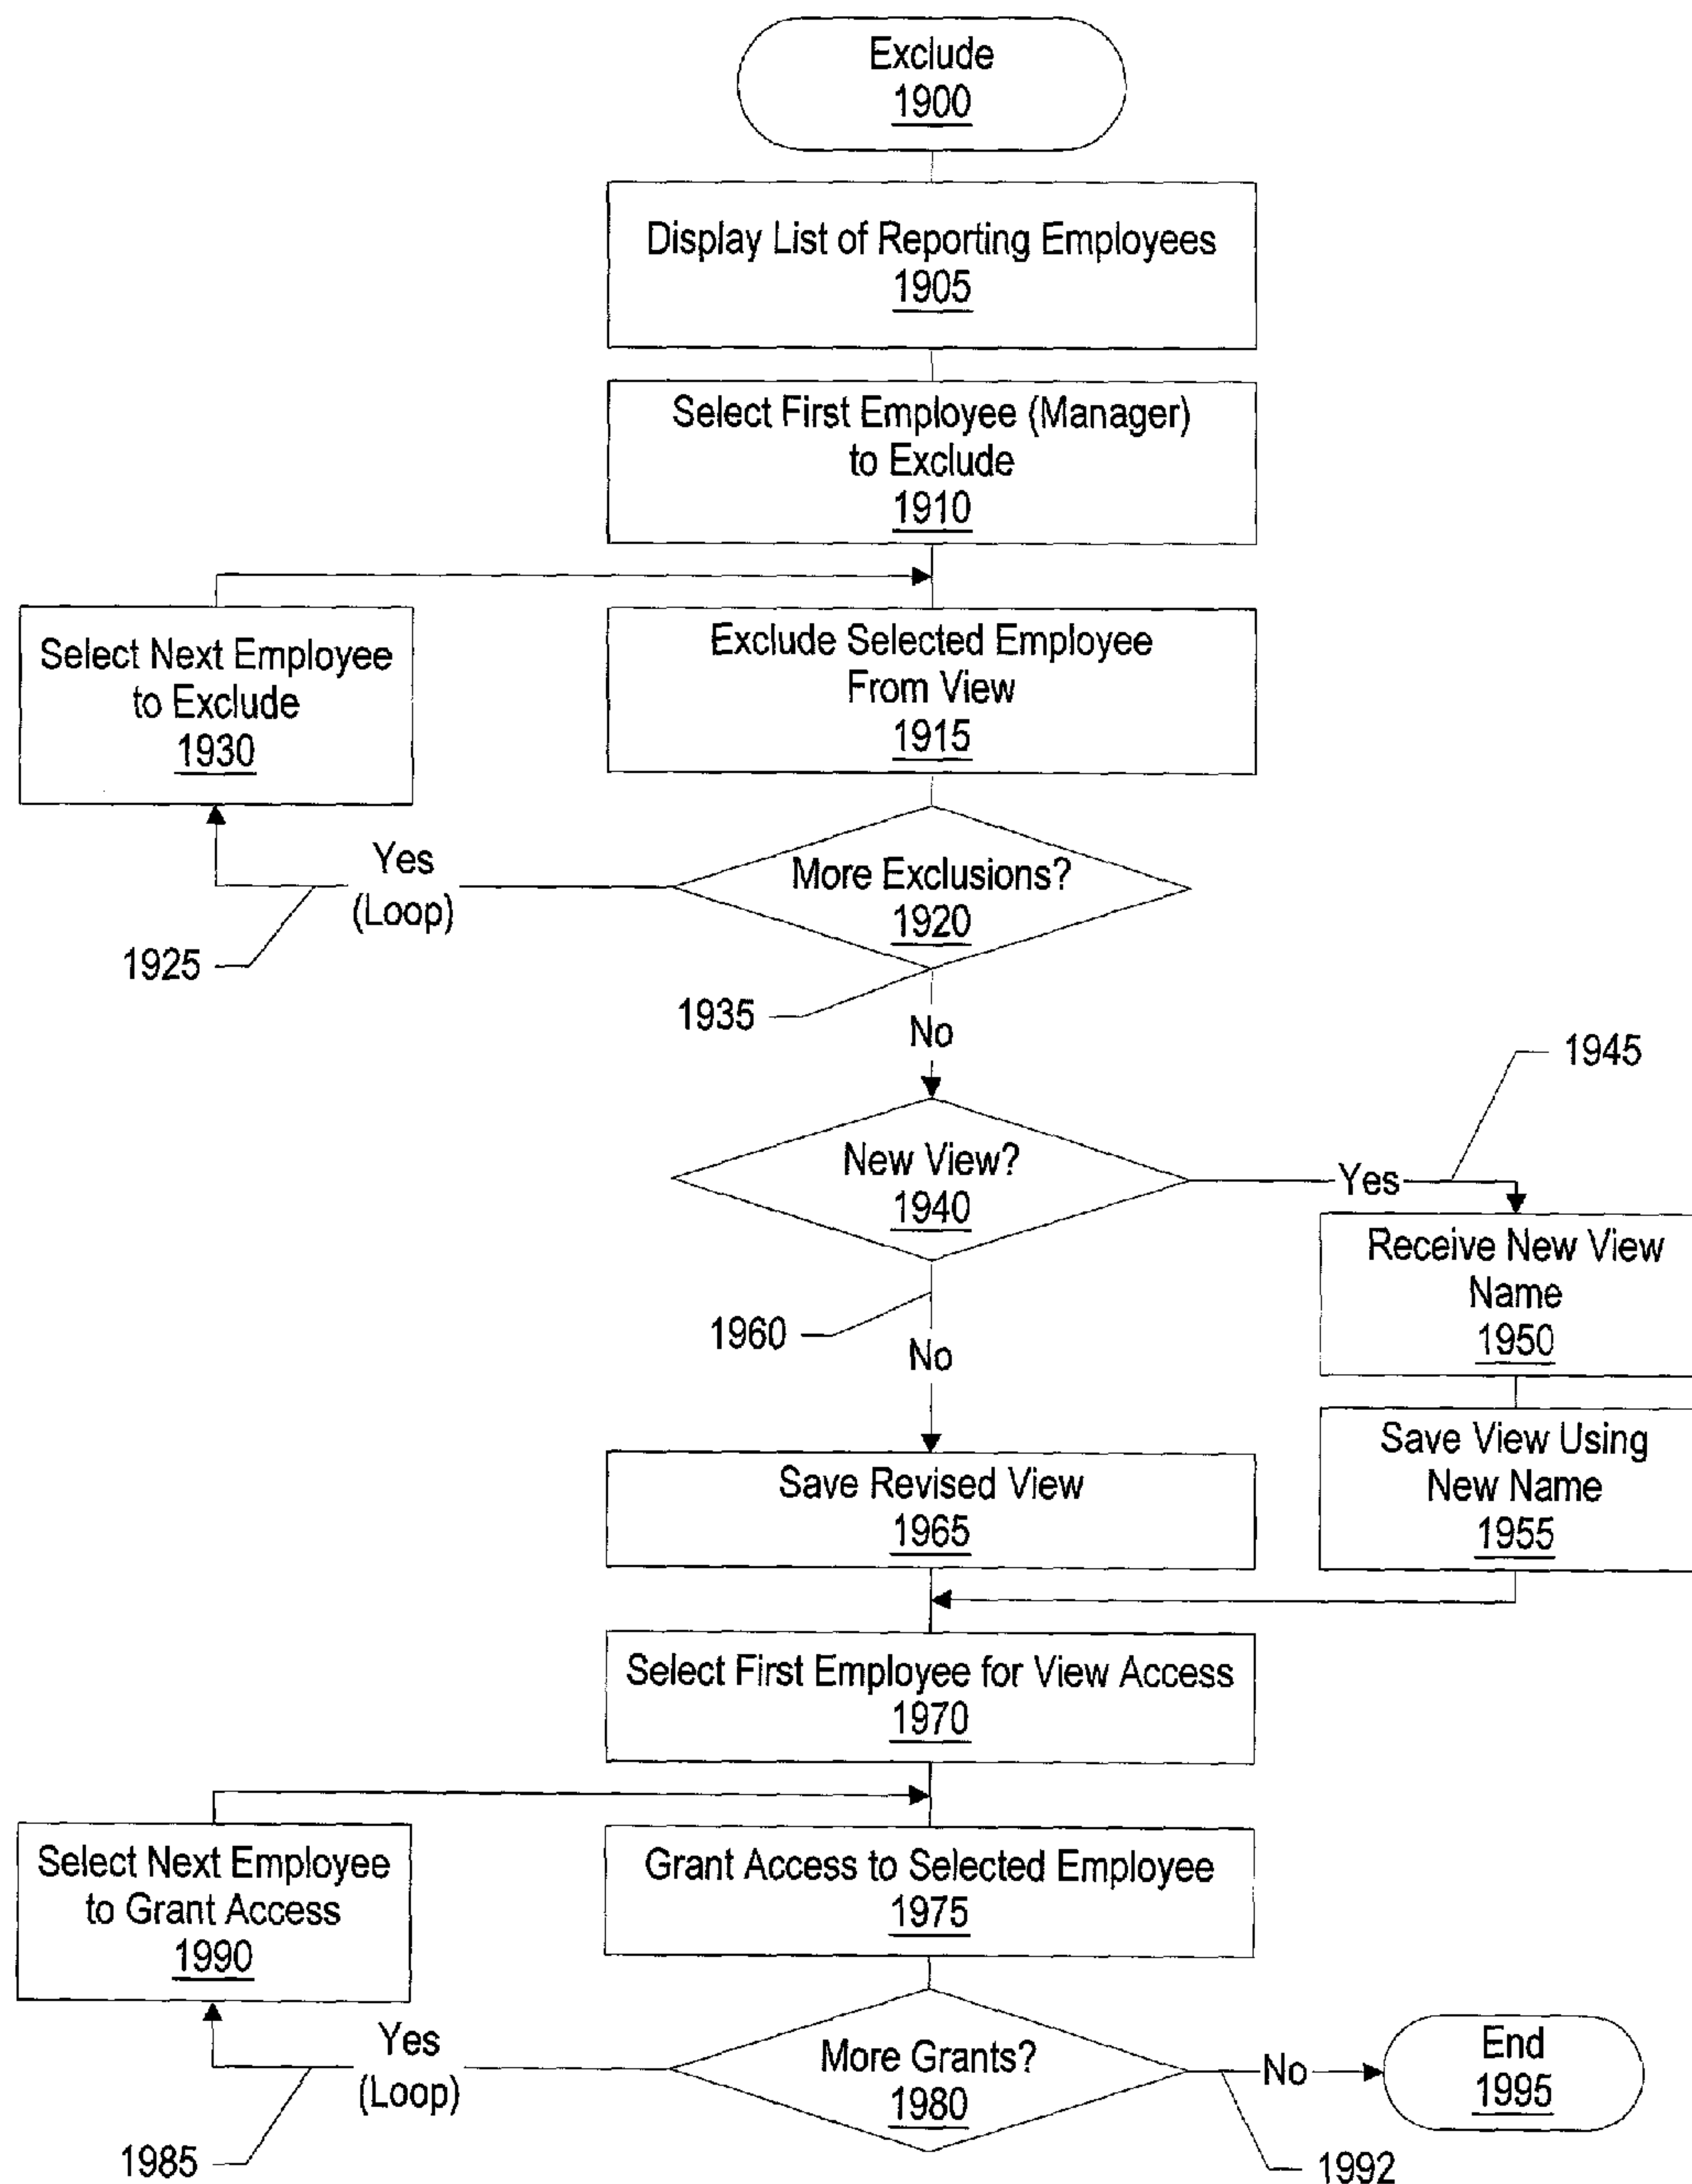 Exclude
1900
Display List of Reporting Employees
1905
Select First Employee (Manager)
to Exclude
1910
Select Next Employee
to Exclude
1930
Exclude Selected Employee
From View
1915
Yes
(Loop)
More Exclusions?
1920
1925
1935
No
1945
New View?
1940
Yes
Receive New View
Name
1950
1960
No
Save View Using
New Name
1955
Save Revised View
1965
Select First Employee for View Access
1970
Select Next Employee
to Grant Access
1990
Grant Access to Selected Employee
1975
Yes
(Loop)
More Grants?
1980
No
End
1995
1985
1992